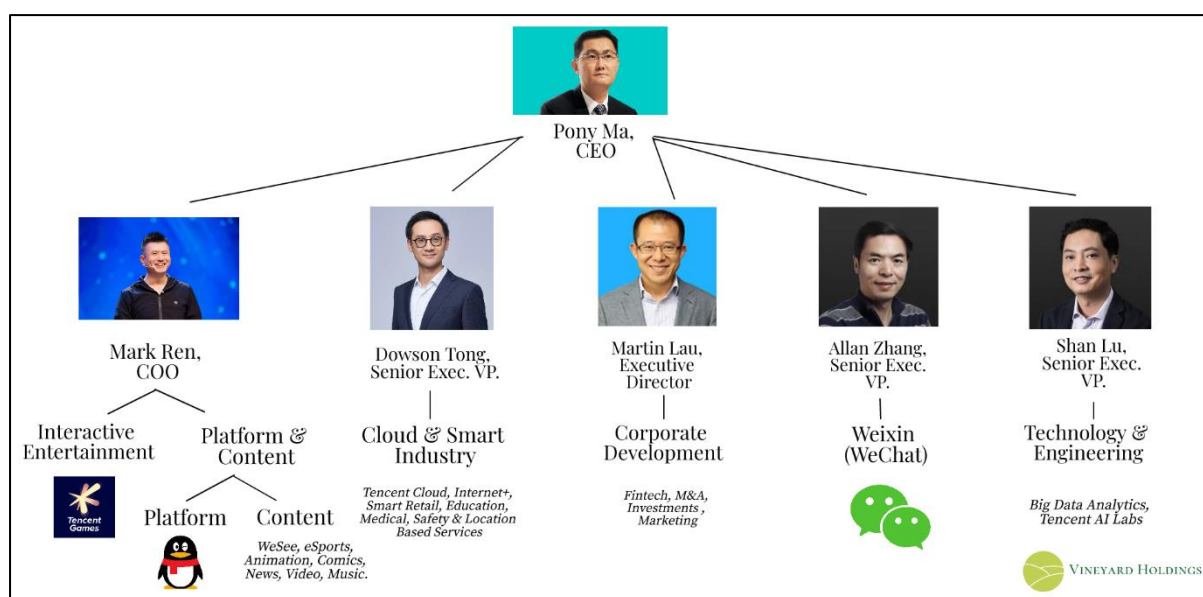 Pony Ma,
CEO
Mark Ren,
COO
Dowson Tong,
Senior Exec. VP.
Martin Lau,
Executive
Director
Allan Zhang,
Senior Exec.
VP.
Shan Lu,
Senior Exec.
VP.
Interactive
Entertainment
Tencent
Games
Platform &
Content
Platform
Content
WeSee, eSports,
Animation, Comics,
News, Video, Music.
Cloud & Smart
Industry
Tencent Cloud, Internet+,
Smart Retail, Education,
Medical, Safety & Location
Based Services
Corporate
Development
Fintech, M&A,
Investments ,
Marketing
Weixin
(WeChat)
Technology &
Engineering
Big Data Analytics,
Tencent AI Labs
VINEYARD HOLDINGS